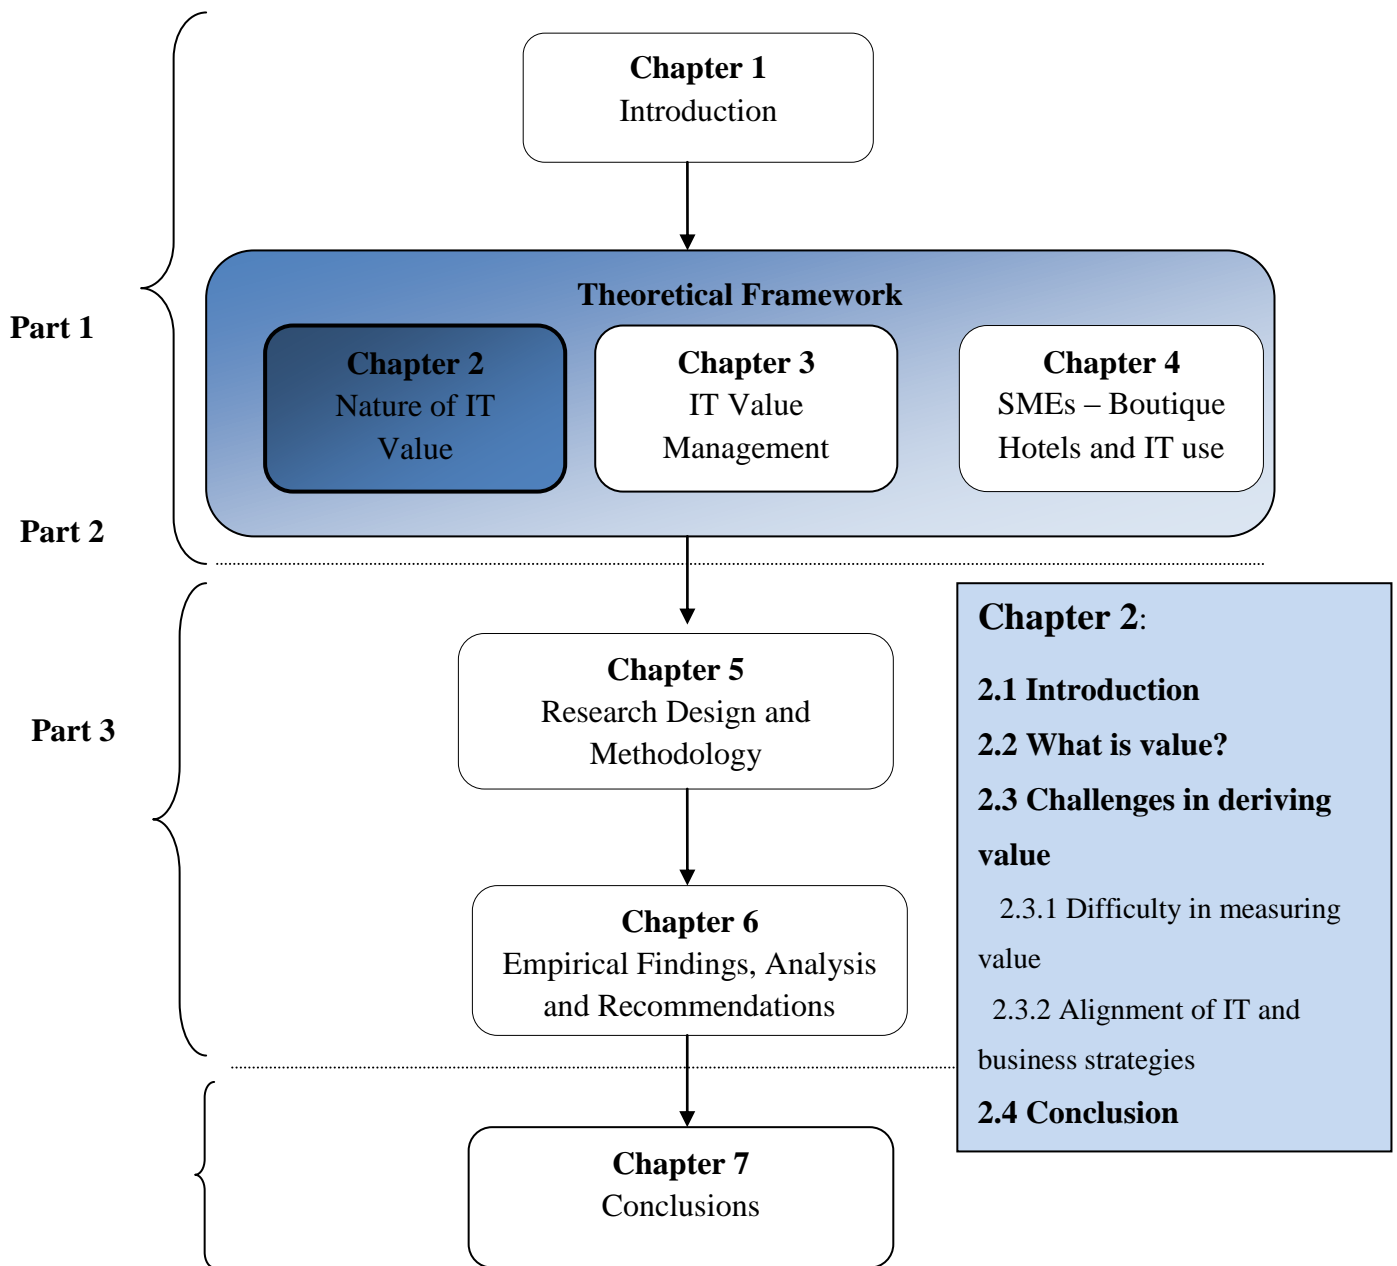 Chapter 1
Introduction
Theoretical Framework
Part 1
Chapter 2
Nature of IT
Value
Chapter 3
IT Value
Management
Chapter 4
SMEs – Boutique
Hotels and IT use
Part 2
Chapter 5
Research Design and
Methodology
Part 3
Chapter 6
Empirical Findings, Analysis
and Recommendations
Chapter 7
Conclusions
Chapter 2:
2.1 Introduction
2.2 What is value?
2.3 Challenges in deriving
value
2.3.1 Difficulty in measuring
value
2.3.2 Alignment of IT and
business strategies
2.4 Conclusion